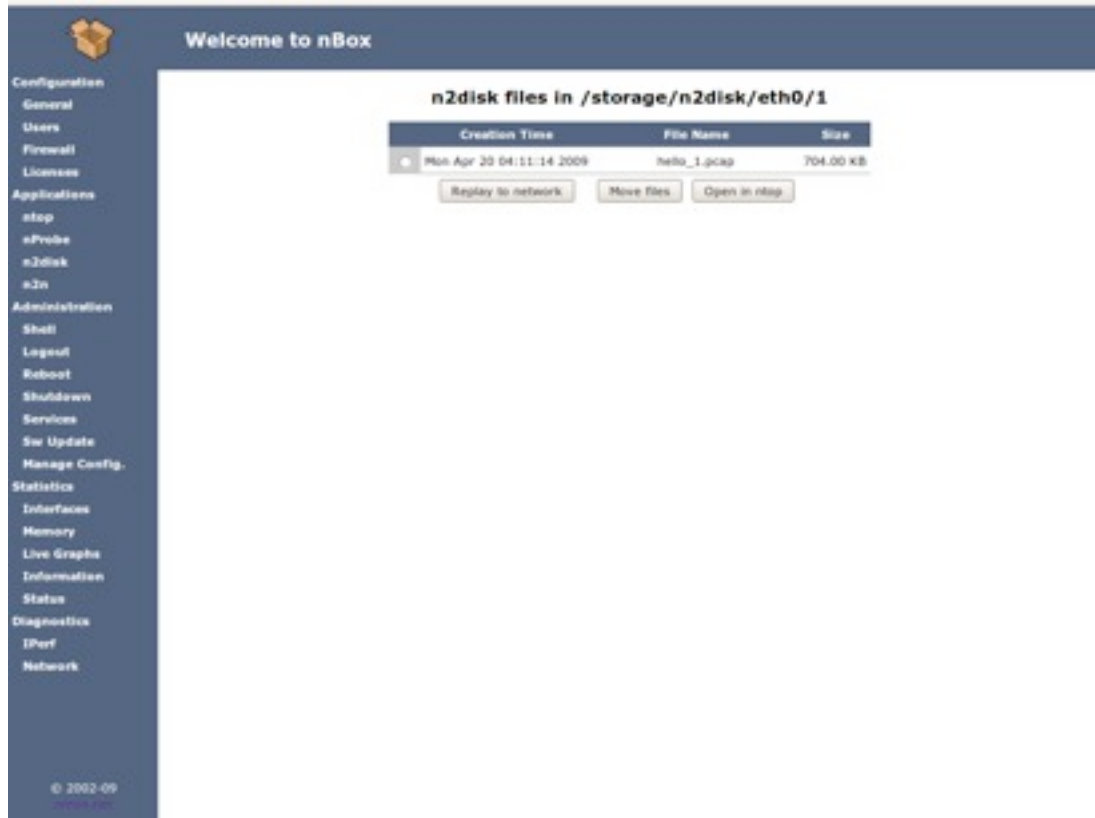 Welcome to nBox
Configuration
General
Users
Firewall
Licenses
Applications
ntop
nProbe
n2disk
n2n
Administration
Shell
Logout
Reboot
Shutdown
Services
Sw Update
Manage Config.
Statistics
Interfaces
Memory
Live Graphs
Information
Status
Diagnostics
IPerf
Network
© 2002-09
n2disk files in /storage/n2disk/eth0/1
Creation Time File Name Size
Mon Apr 20 04:11:14 2009 hello_1.pcap 704.00 KB
Replay to network Move files Open in ntop